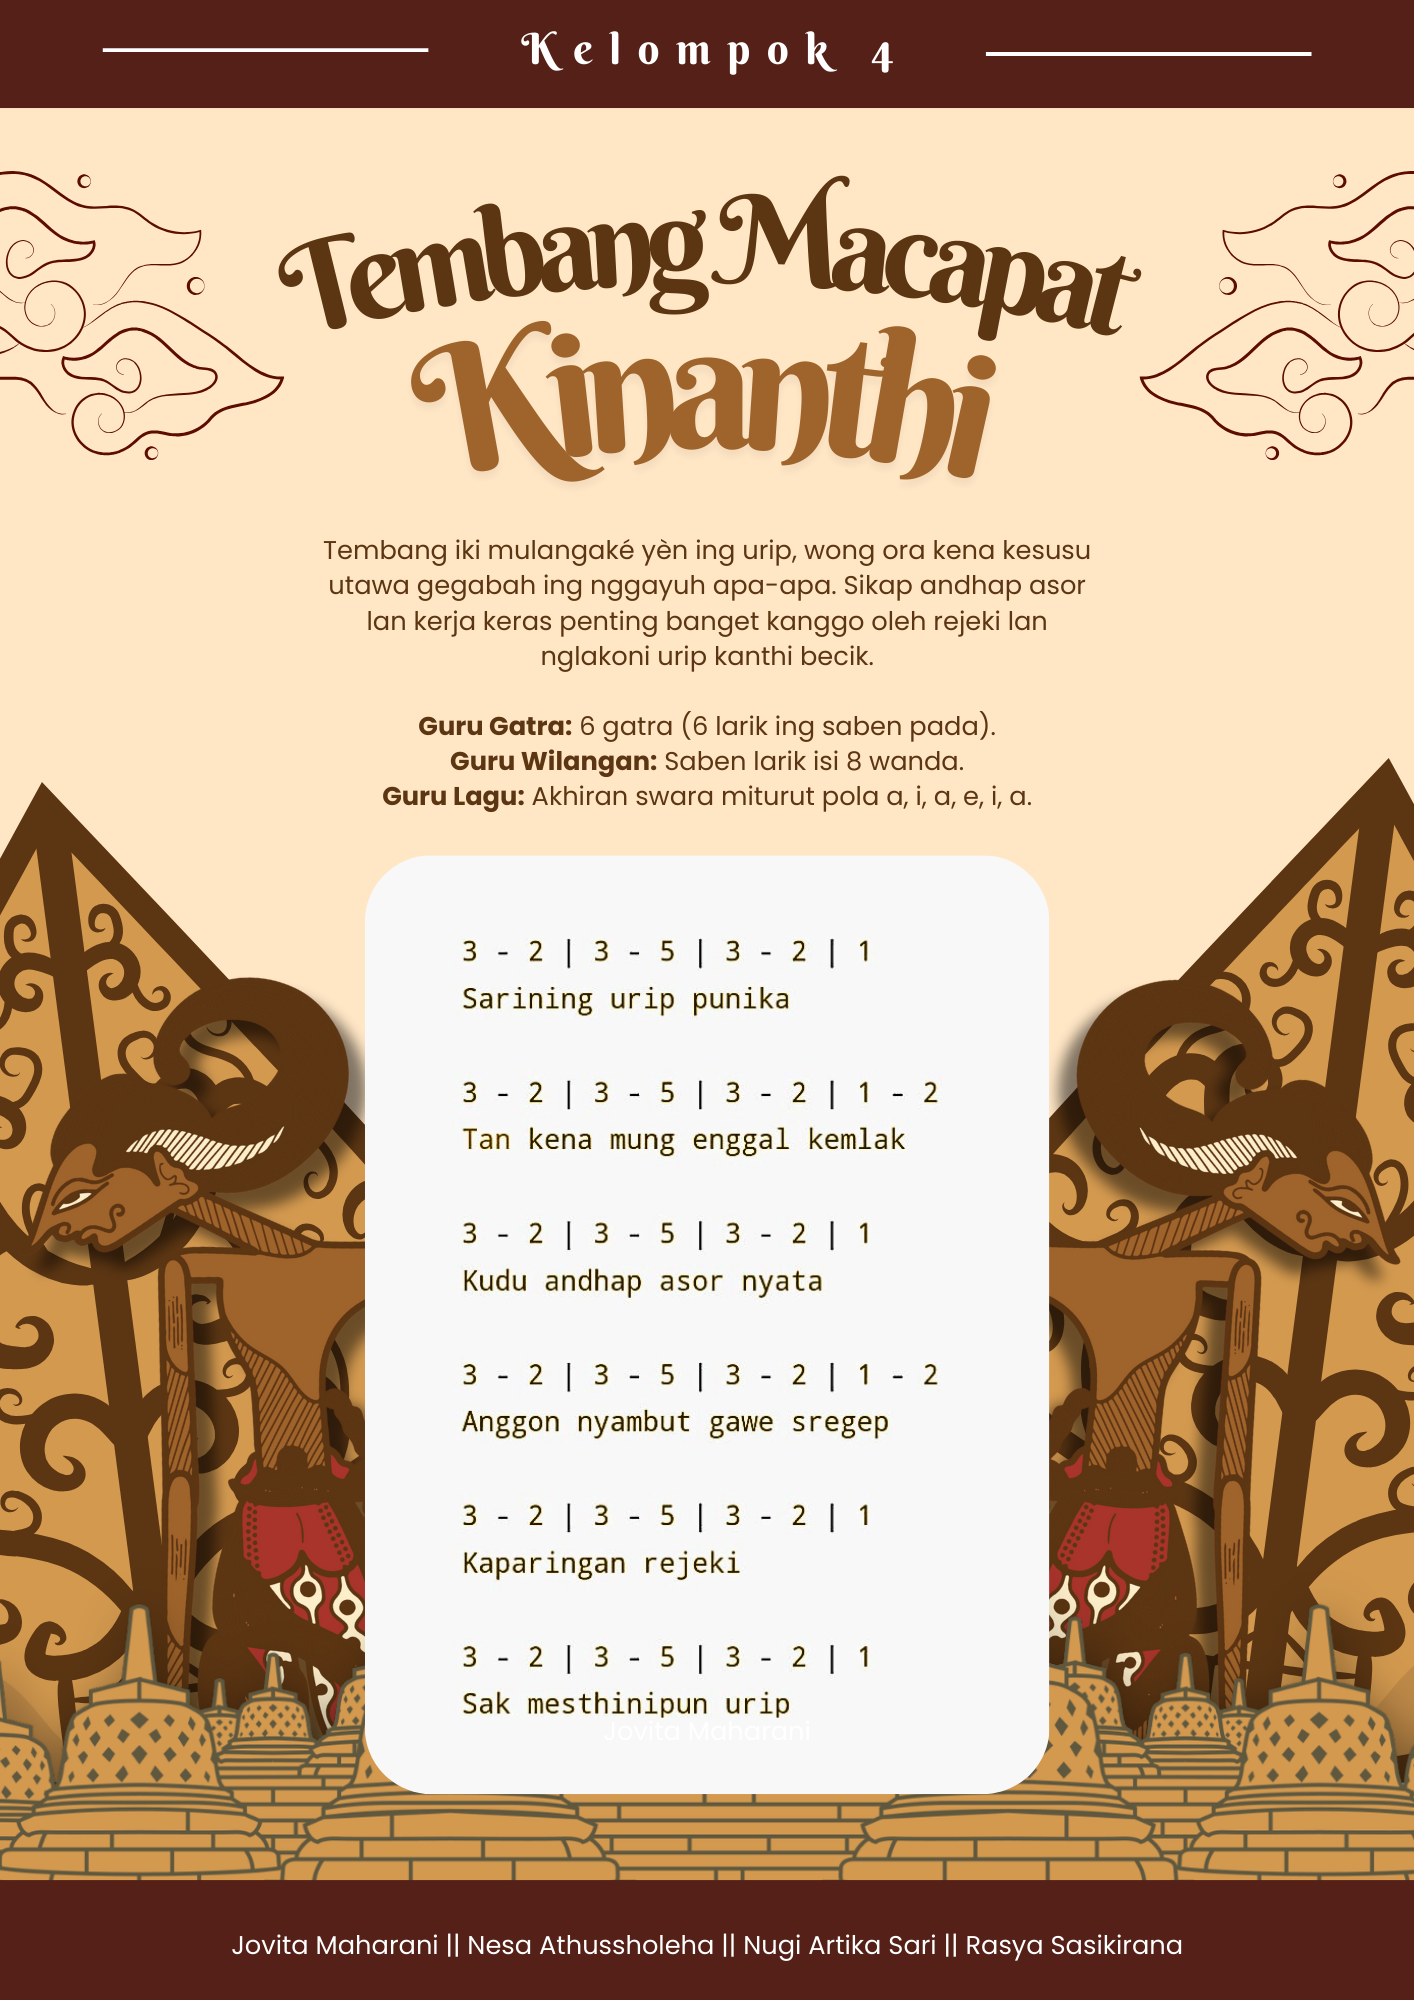 Kelompok 4
Tembang Macapat
Kinanthi
Tembang iki mulangaké yèn ing urip, wong ora kena kesusu
utawa gegabah ing nggayuh apa-apa. Sikap andhap asor
lan kerja keras penting banget kanggo oleh rejeki lan
nglakoni urip kanthi becik.
Guru Gatra: 6 gatra (6 larik ing saben pada).
Guru Wilangan: Saben larik isi 8 wanda.
Guru Lagu: Akhiran swara miturut pola a, i, a, e, i, a.
3 - 2 | 3 - 5 | 3 - 2 | 1
Sarining urip punika
3 - 2 | 3 - 5 | 3 - 2 | 1 - 2
Tan kena mung enggal kemlak
3 - 2 | 3 - 5 | 3 - 2 | 1
Kudu andhap asor nyata
3 - 2 | 3 - 5 | 3 - 2 | 1 - 2
Anggon nyambut gawe sregep
3 - 2 | 3 - 5 | 3 - 2 | 1
Kaparingan rejeki
3 - 2 | 3 - 5 | 3 - 2 | 1
Sak mesthinipun urip
Jovita Maharani
Jovita Maharani || Nesa Athussholeha || Nugi Artika Sari || Rasya Sasikirana